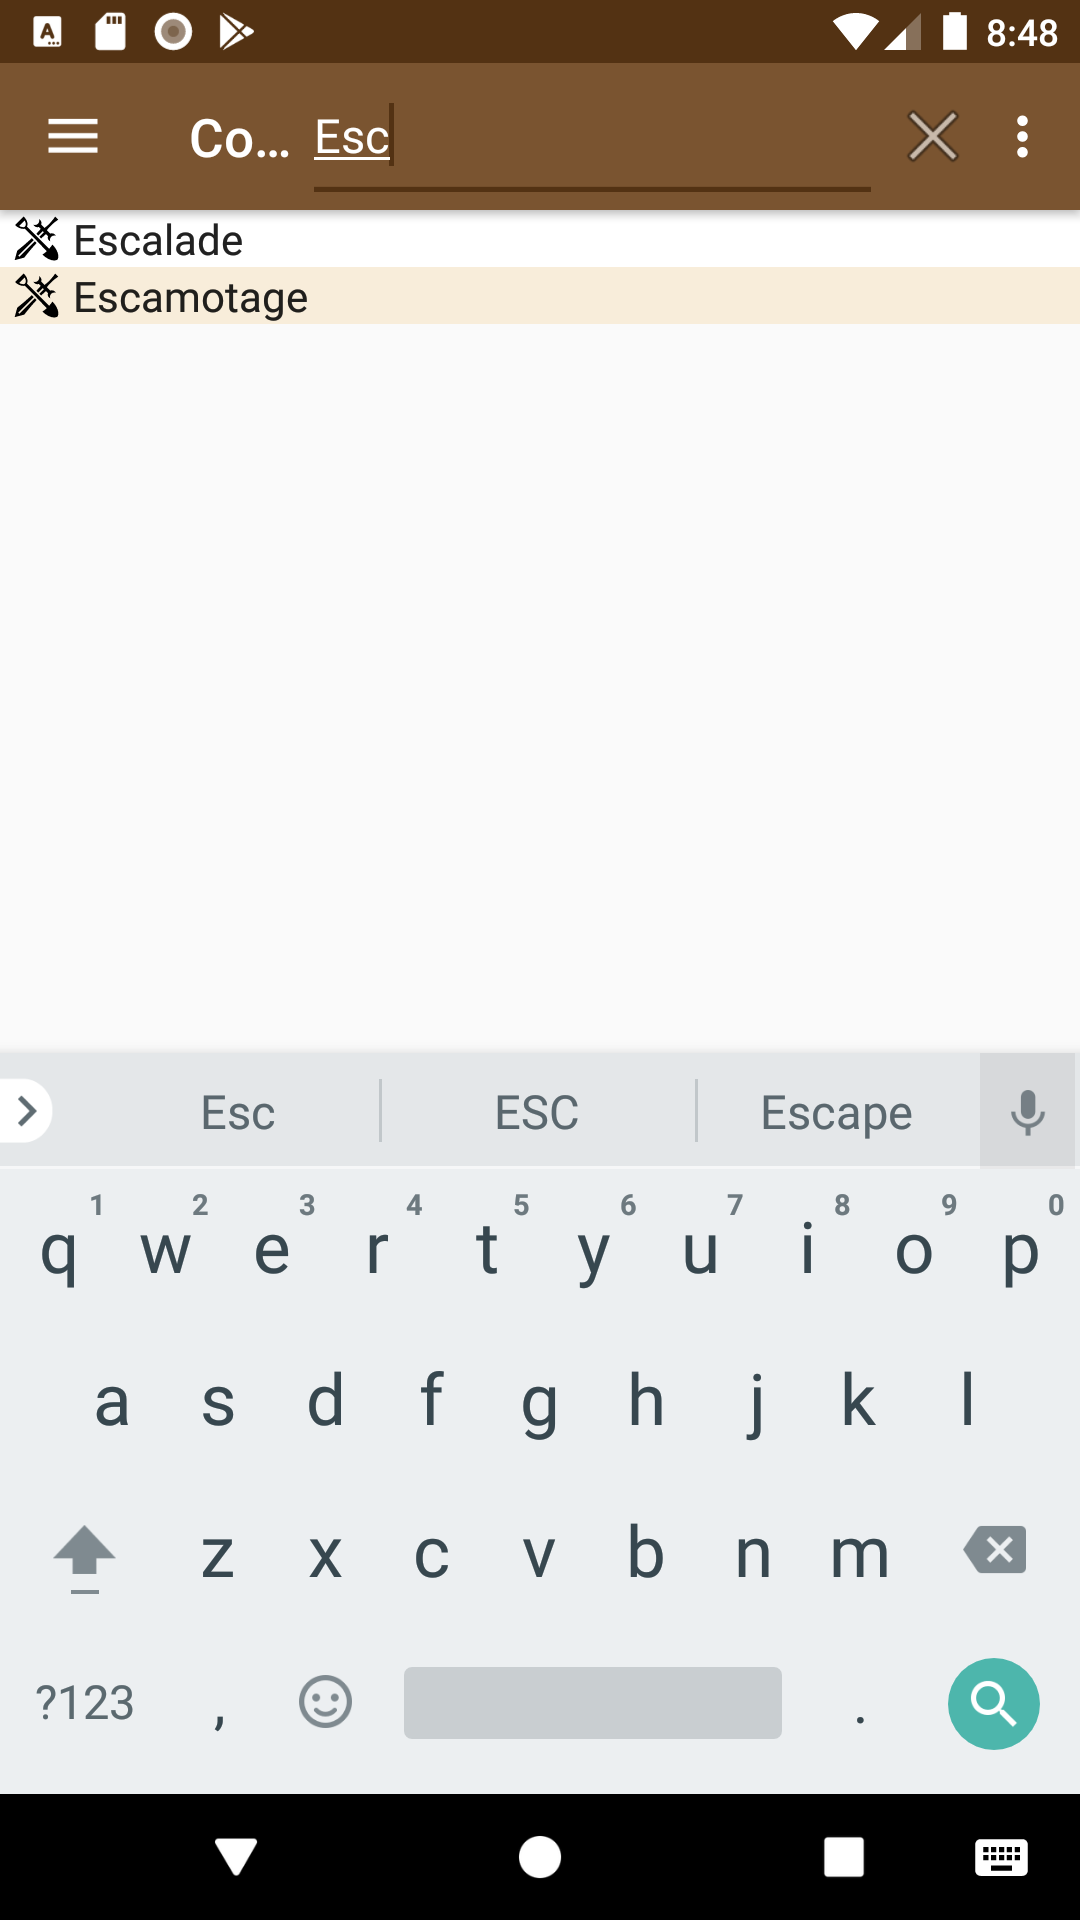 8:48
Co... Esc
Escalade
Escamotage
Esc ESC Escape
1 2 3 4 5 6 7 8 9 0
q w e r t y u i o p
a s d f g h j k l
z x c v b n m
?123 , .